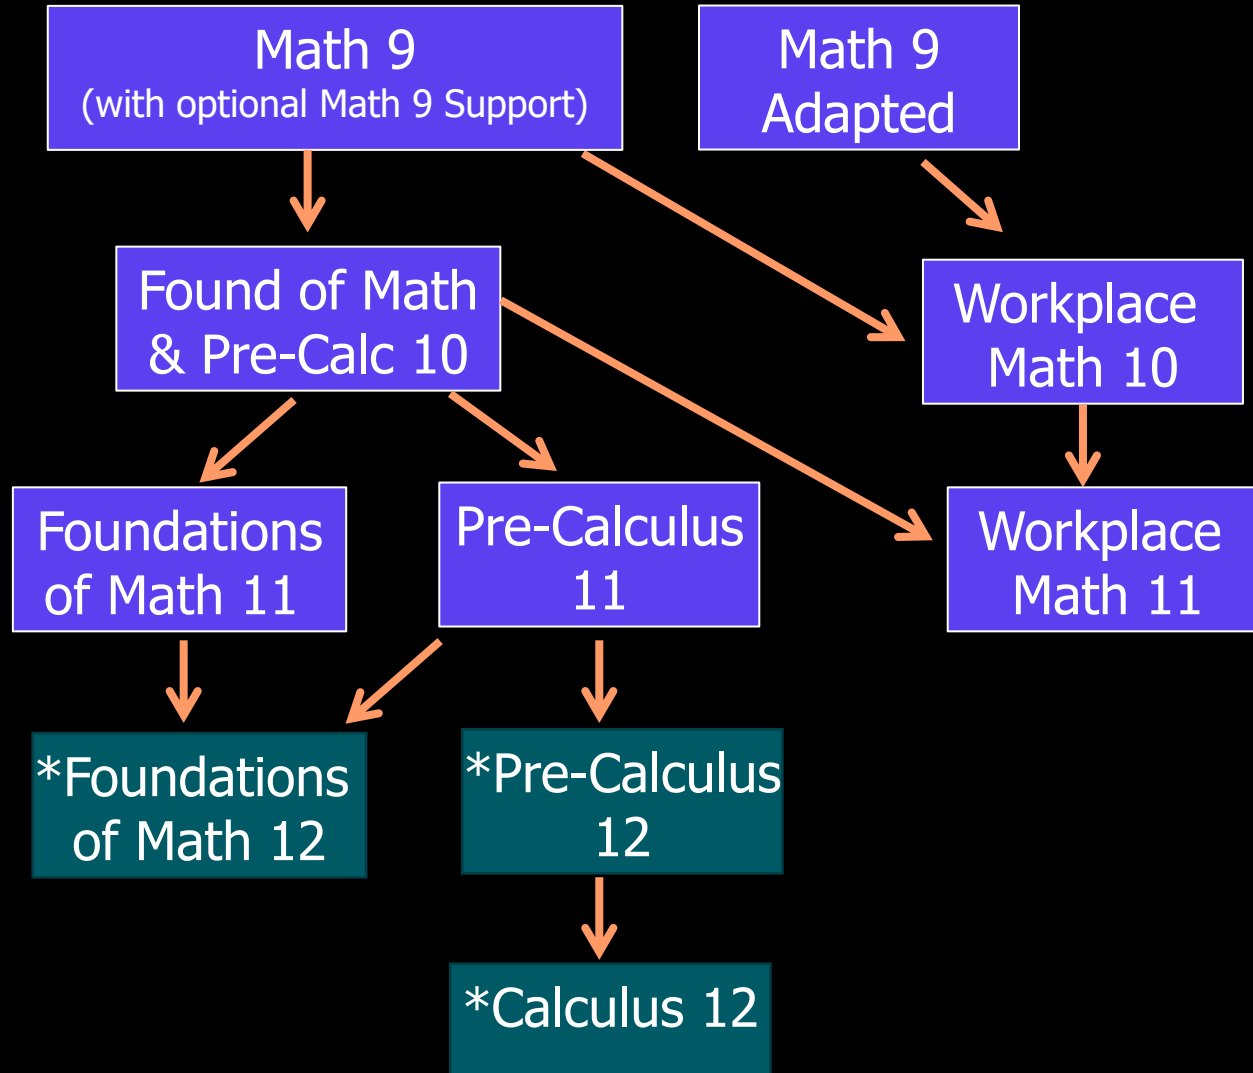 Math 9
(with optional Math 9 Support)
Math 9
Adapted
Found of Math
& Pre-Calc 10
Workplace
Math 10
Foundations
of Math 11
Pre-Calculus
11
Workplace
Math 11
*Foundations
of Math 12
*Pre-Calculus
12
*Calculus 12